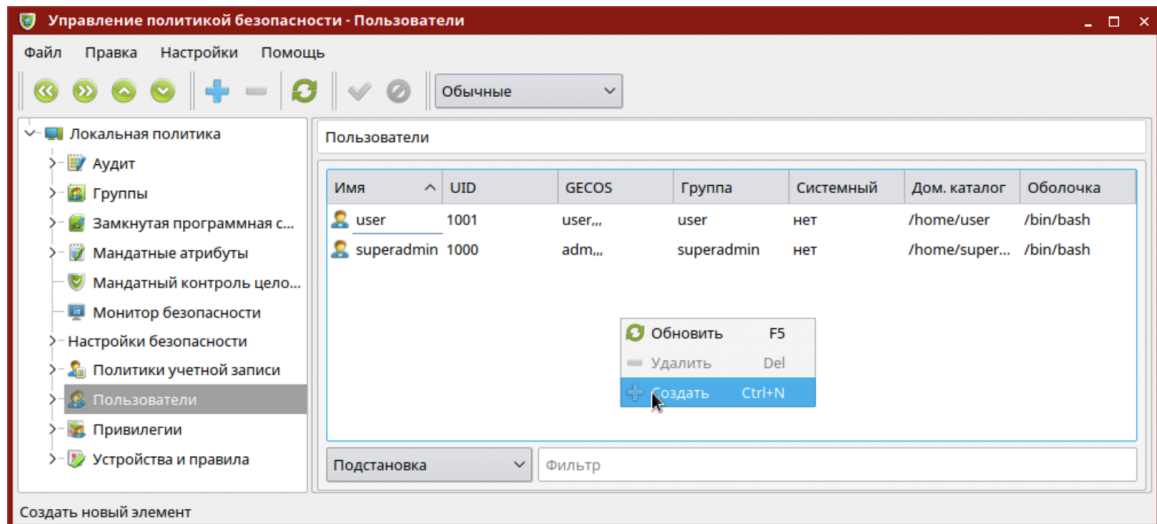 Управление политикой безопасности - Пользователи
Файл Правка Настройки Помощь
Обычные
Локальная политика
Аудит
Группы
Замкнутая программная с...
Мандатные атрибуты
Мандатный контроль цело...
Монитор безопасности
Настройки безопасности
Политики учетной записи
Пользователи
Привилегии
Устройства и правила
Пользователи
Имя UID GECOS Группа Системный Дом. каталог Оболочка
user 1001 user,,, user нет /home/user /bin/bash
superadmin 1000 adm,,, superadmin нет /home/super... /bin/bash
Обновить F5
Удалить Del
Создать Ctrl+N
Подстановка Фильтр
Создать новый элемент